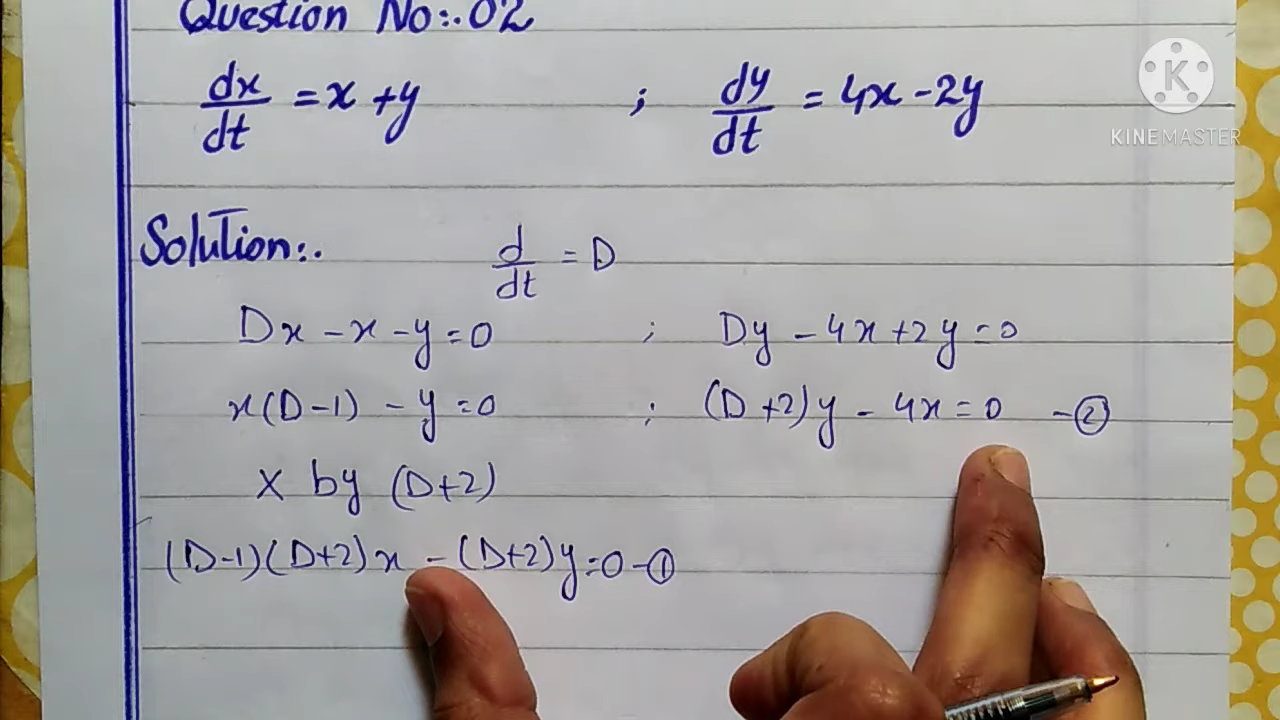 Question No:.02
dx/dt = x + y ; dy/dt = 4x - 2y
KINEMASTER
Solution:.
d/dt = D
Dx - x - y = 0 ; Dy - 4x + 2y = 0
x(D-1) - y = 0 ; (D+2)y - 4x = 0 - ②
X by (D+2)
(D-1)(D+2)x - (D+2)y = 0 - ①